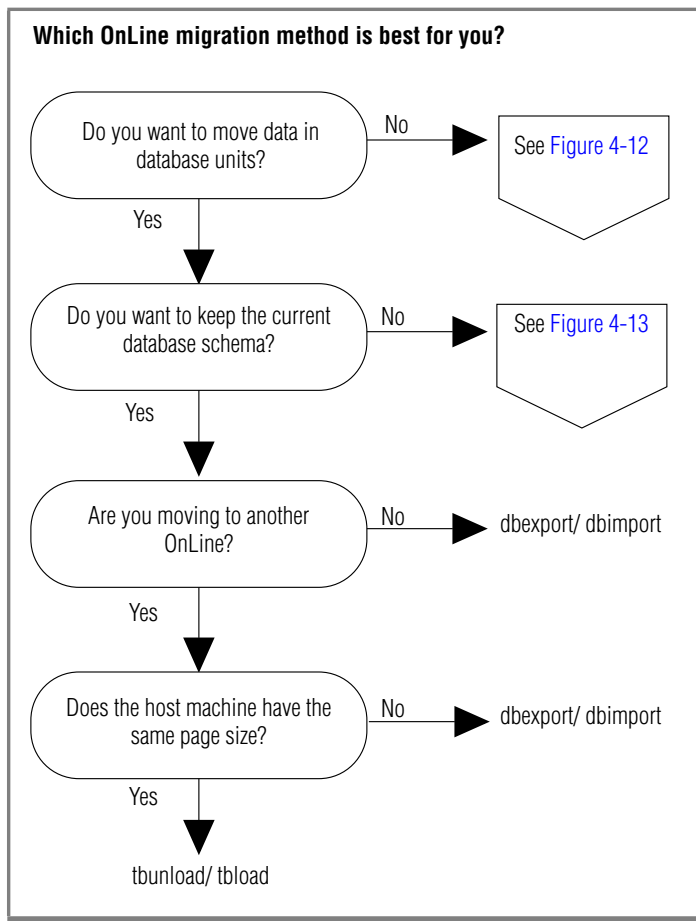 Which OnLine migration method is best for you?
Do you want to move data in
database units?
No
See Figure 4-12
Yes
Do you want to keep the current
database schema?
No
See Figure 4-13
Yes
Are you moving to another
OnLine?
No
dbexport/ dbimport
Yes
Does the host machine have the
same page size?
No
dbexport/ dbimport
Yes
tbunload/ tbload